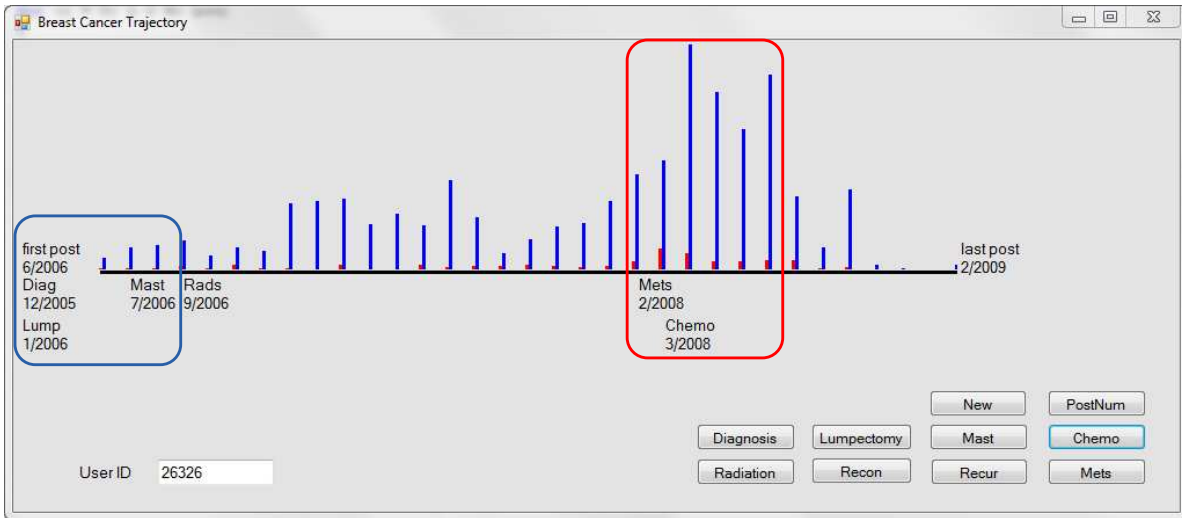 Breast Cancer Trajectory
first post
6/2006
last post
2/2009
Diag
12/2005
Mast
7/2006
Rads
9/2006
Mets
2/2008
Lump
1/2006
Chemo
3/2008
New
PostNum
Diagnosis
Lumpectomy
Mast
Chemo
User ID
26326
Radiation
Recon
Recur
Mets